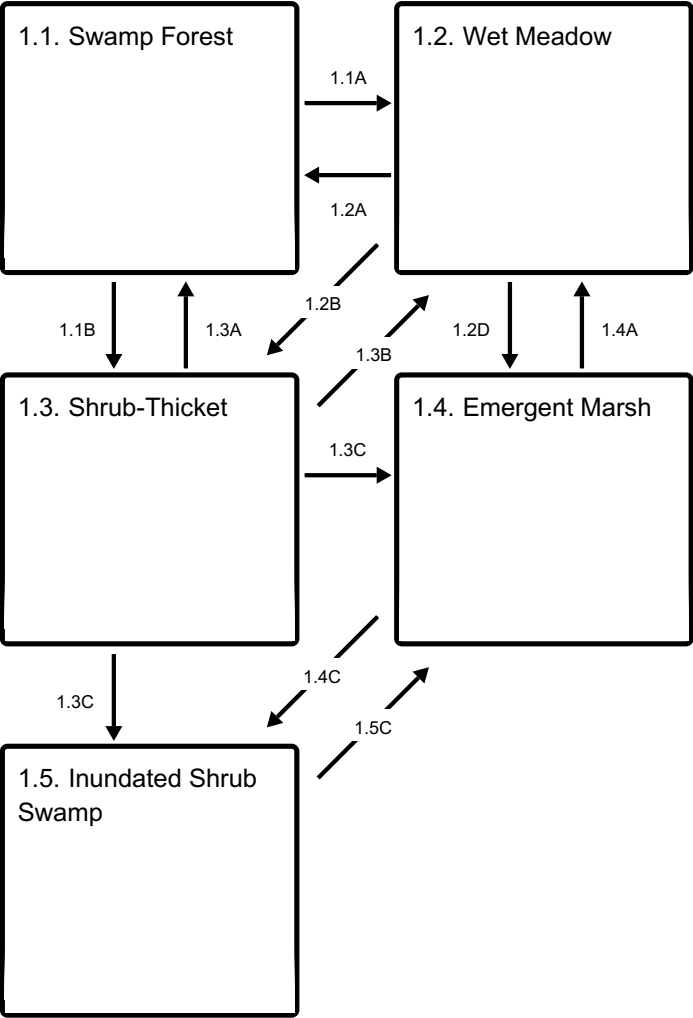 1.1. Swamp Forest
1.2. Wet Meadow
1.1A
1.2A
1.2B
1.1B
1.3A
1.3B
1.2D
1.4A
1.3. Shrub-Thicket
1.4. Emergent Marsh
1.3C
1.4C
1.3C
1.5C
1.5. Inundated Shrub
Swamp